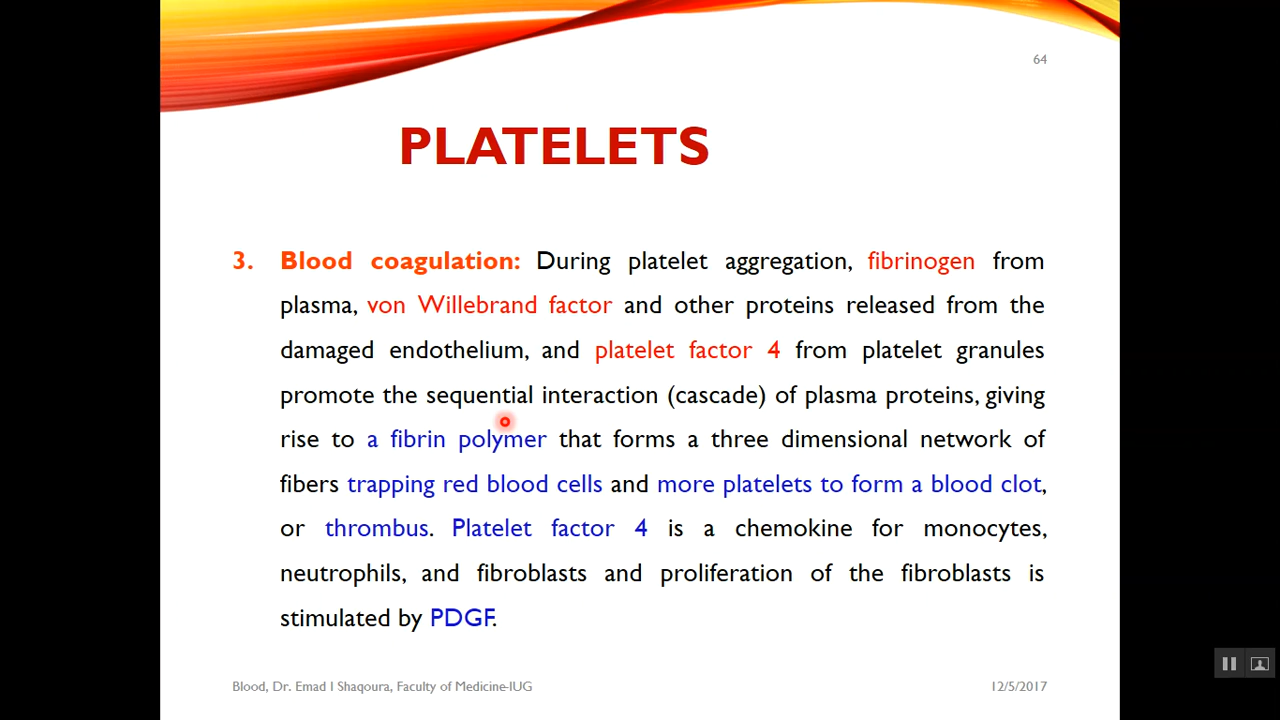 64
PLATELETS
3. Blood coagulation: During platelet aggregation, fibrinogen from
plasma, von Willebrand factor and other proteins released from the
damaged endothelium, and platelet factor 4 from platelet granules
promote the sequential interaction (cascade) of plasma proteins, giving
rise to a fibrin polymer that forms a three dimensional network of
fibers trapping red blood cells and more platelets to form a blood clot,
or thrombus. Platelet factor 4 is a chemokine for monocytes,
neutrophils, and fibroblasts and proliferation of the fibroblasts is
stimulated by PDGF.
Blood, Dr. Emad I Shaqoura, Faculty of Medicine-IUG
12/5/2017